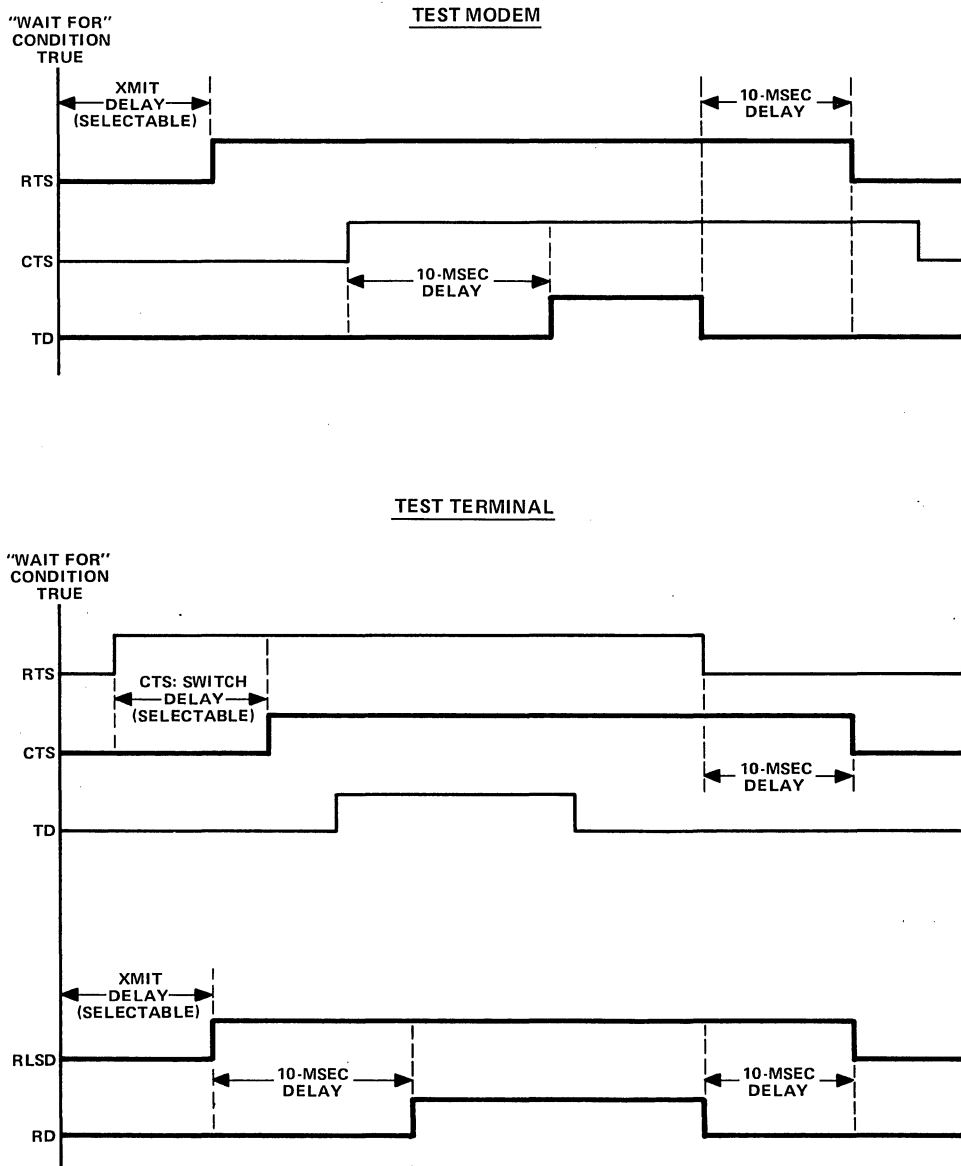 TEST MODEM
"WAIT FOR"
CONDITION
TRUE
XMIT
DELAY
(SELECTABLE)
10-MSEC
DELAY
RTS
CTS
10-MSEC
DELAY
TD
TEST TERMINAL
"WAIT FOR"
CONDITION
TRUE
RTS
CTS: SWITCH
DELAY
(SELECTABLE)
CTS
10-MSEC
DELAY
TD
XMIT
DELAY
(SELECTABLE)
RLSD
10-MSEC
DELAY
10-MSEC
DELAY
RD